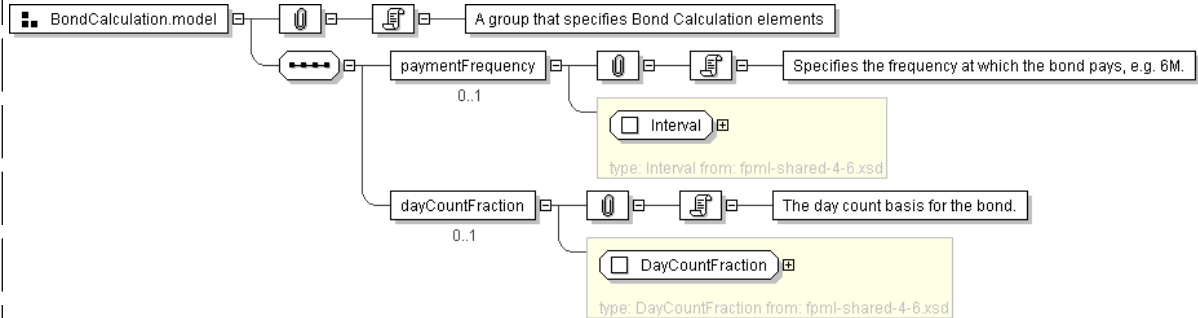 BondCalculation.model
A group that specifies Bond Calculation elements
paymentFrequency
Specifies the frequency at which the bond pays, e.g. 6M.
0..1
Interval
type: Interval from: fpml-shared-4-6.xsd
dayCountFraction
The day count basis for the bond.
0..1
DayCountFraction
type: DayCountFraction from: fpml-shared-4-6.xsd